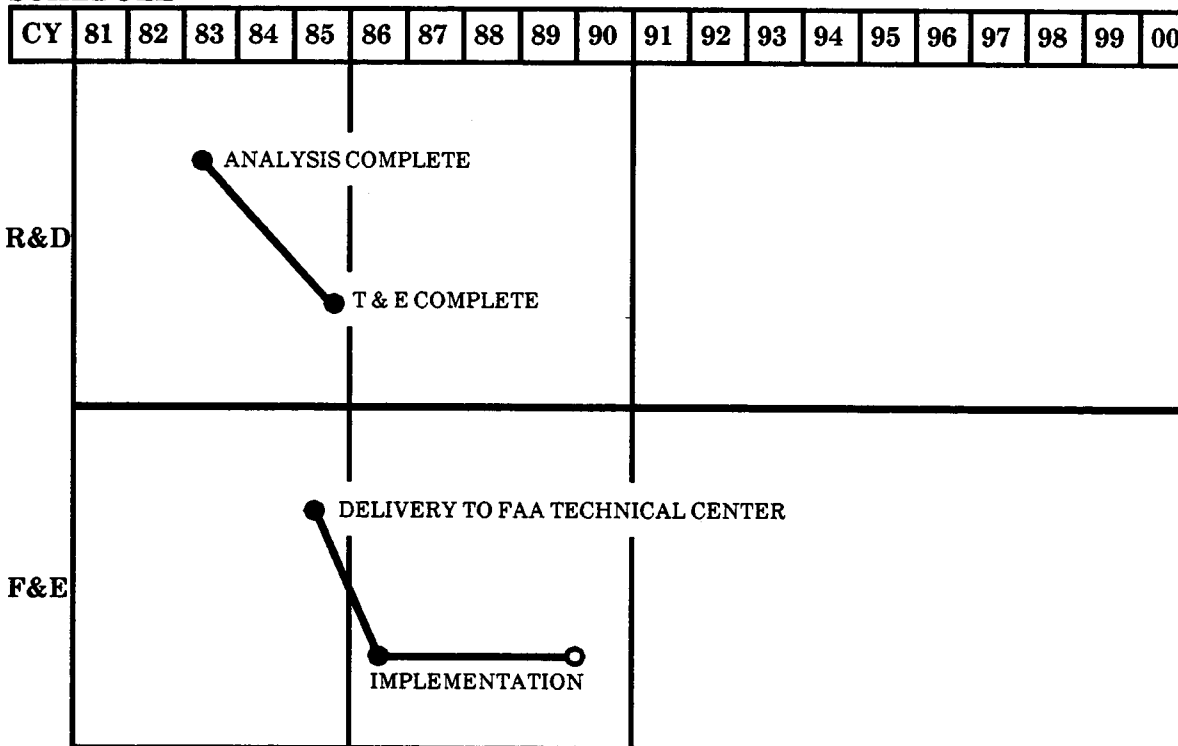 CY 81 82 83 84 85 86 87 88 89 90 91 92 93 94 95 96 97 98 99 00
ANALYSIS COMPLETE
R&D
T & E COMPLETE
DELIVERY TO FAA TECHNICAL CENTER
F&E
IMPLEMENTATION